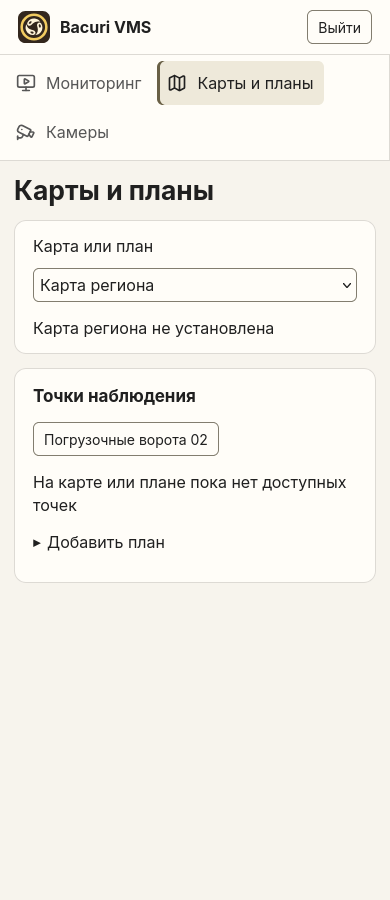 Bacuri VMS
Выйти
Мониторинг
Карты и планы
Камеры
Карты и планы
Карта или план
Карта региона
Карта региона не установлена
Точки наблюдения
Погрузочные ворота 02
На карте или плане пока нет доступных
точек
Добавить план